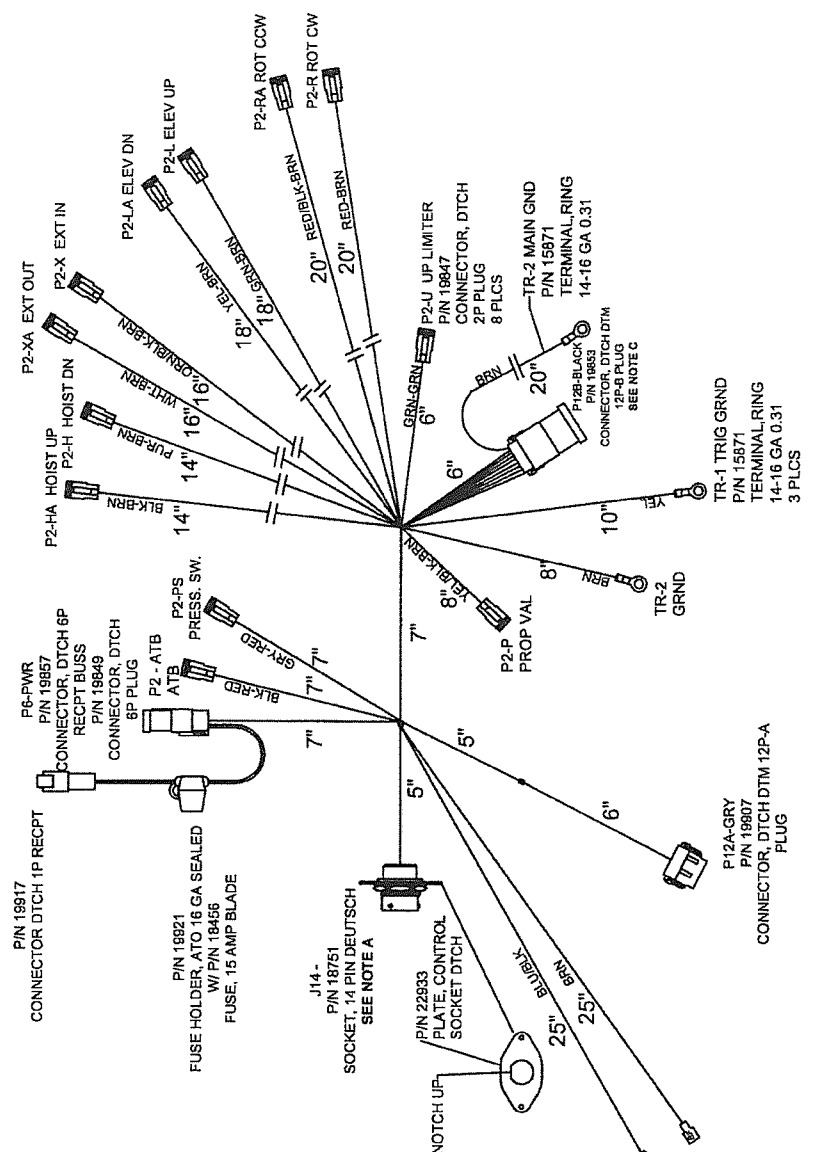 P2-RA ROT CCW
P2-R ROT CW
P2-L ELEV UP
P2-LA ELEV DN
P2-X EXT IN
P2-XA EXT OUT
P2-H HOIST DN
P2-HA HOIST UP
RED/BLK-BRN
20"
RED-BRN
20"
GRN-BRN
18"
YEL-BRN
18"
ORN/BLK-BRN
16"
WHT-BRN
16"
PUR-BRN
14"
BLK-BRN
14"
P2-U UP LIMITER
P/N 19847
CONNECTOR, DTCH
2P PLUG
8 PLCS
GRN-GRN
6"
TR-2 MAIN GND
P/N 15871
TERMINAL,RING
14-16 GA 0.31
BRN
20"
P12B-BLACK
P/N 19853
CONNECTOR, DTCH DTM
12P-B PLUG
SEE NOTE C
6"
TR-1 TRIG GRND
P/N 15871
TERMINAL,RING
14-16 GA 0.31
3 PLCS
YEL
10"
BRN
8"
TR-2
GRND
YEL/BLK-BRN
8"
P2-P
PROP VAL
7"
P2-PS
PRESS. SW.
GRY-RED
7"
P2 - ATB
ATB
BLK-RED
7"
P6-PWR
P/N 19857
CONNECTOR, DTCH 6P
RECPT BUSS
P/N 19849
CONNECTOR, DTCH
6P PLUG
7"
P/N 19917
CONNECTOR DTCH 1P RECPT
P/N 19921
FUSE HOLDER, ATO 16 GA SEALED
W/ P/N 18456
FUSE, 15 AMP BLADE
5"
5"
6"
P12A-GRY
P/N 19907
CONNECTOR, DTCH DTM 12P-A
PLUG
J14 -
P/N 18751
SOCKET, 14 PIN DEUTSCH
SEE NOTE A
P/N 22933
PLATE, CONTROL
SOCKET DTCH
NOTCH UP
BLU/BLK
25"
BRN
25"